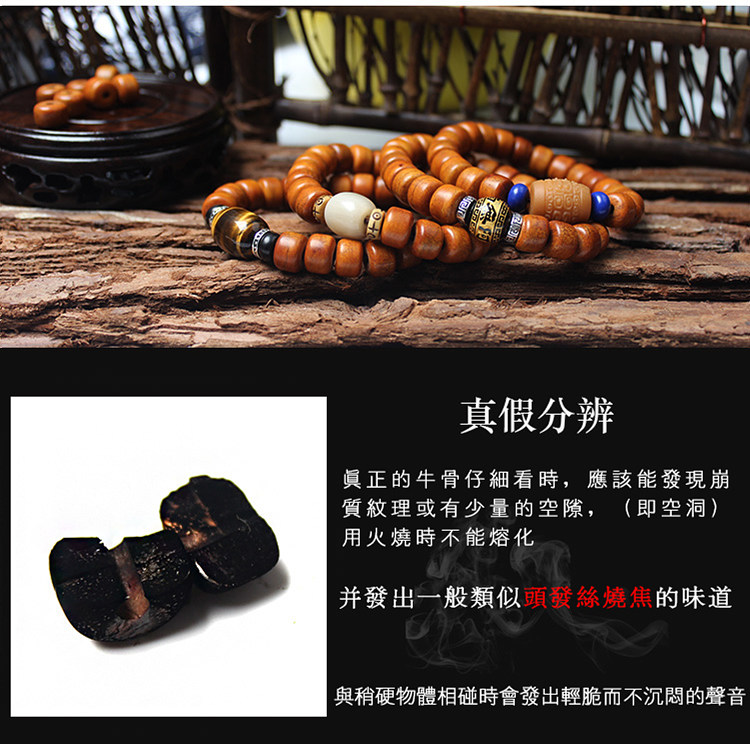 真假分辨
眞正的牛骨仔細看時，應該能發現崩
質紋理或有少量的空隙，（即空洞）
用火燒時不能熔化
并發出一般類似頭發絲燒焦的味道
與稍硬物體相碰時會發出輕脆而不沉悶的聲音